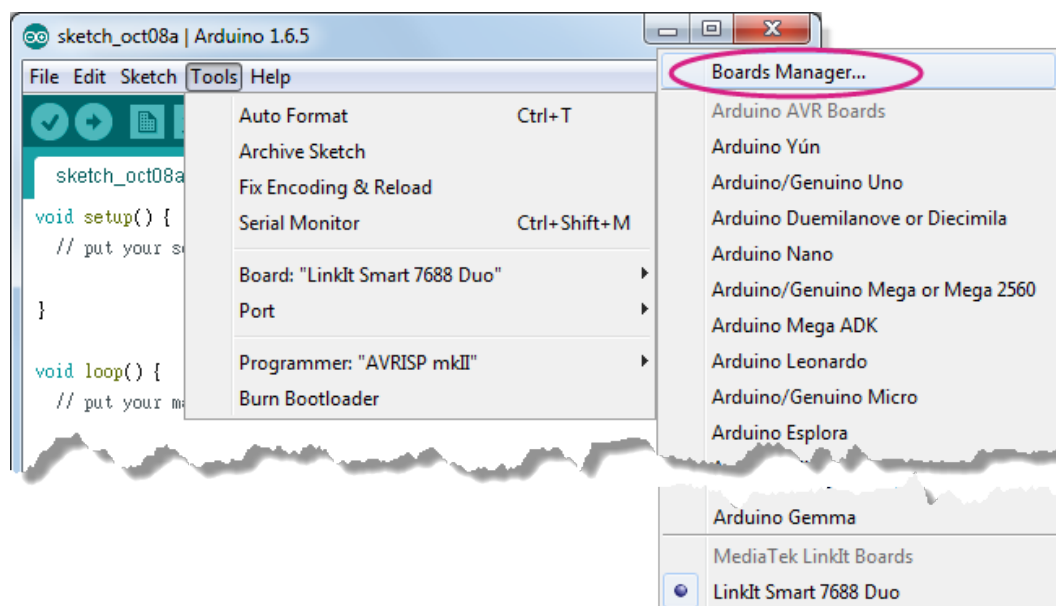 sketch_oct08a | Arduino 1.6.5
File Edit Sketch Tools Help
Auto Format Ctrl+T
Archive Sketch
Fix Encoding & Reload
Serial Monitor Ctrl+Shift+M
Board: "LinkIt Smart 7688 Duo"
Port
Programmer: "AVRISP mkII"
Burn Bootloader
sketch_oct08a
void setup() {
// put your
}
void loop() {
// put your
Boards Manager...
Arduino AVR Boards
Arduino Yún
Arduino/Genuino Uno
Arduino Duemilanove or Diecimila
Arduino Nano
Arduino/Genuino Mega or Mega 2560
Arduino Mega ADK
Arduino Leonardo
Arduino/Genuino Micro
Arduino Esplora
Arduino Gemma
MediaTek LinkIt Boards
LinkIt Smart 7688 Duo